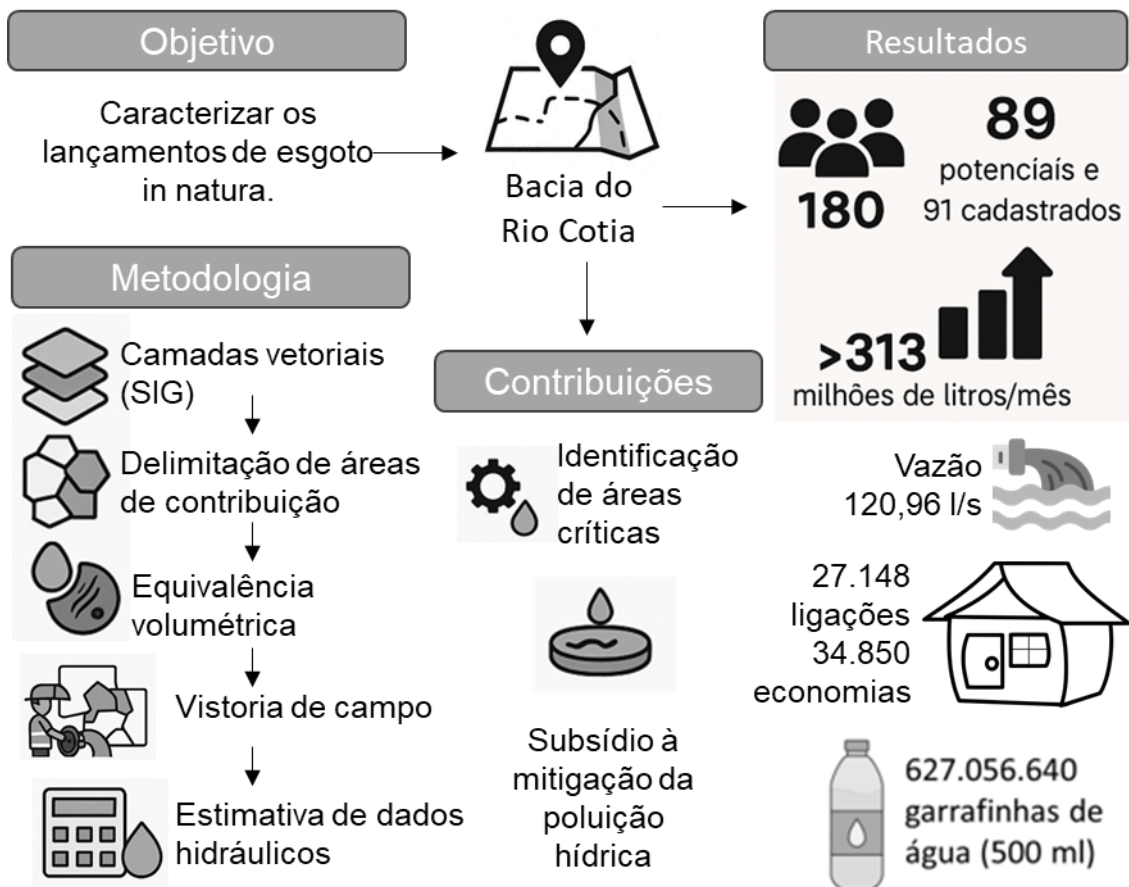 Objetivo
Caracterizar os
lançamentos de esgoto
in natura.
Bacia do
Rio Cotia
Metodologia
Camadas vetoriais
(SIG)
Delimitação de áreas
de contribuição
Equivalência
volumétrica
Vistoria de campo
Estimativa de dados
hidráulicos
Contribuições
Identificação
de áreas
críticas
Subsídio à
mitigação da
poluição
hídrica
Resultados
180
89
potenciais e
91 cadastrados
>313
milhões de litros/mês
Vazão
120,96 l/s
27.148
ligações
34.850
economias
627.056.640
garrafinhas de
água (500 ml)